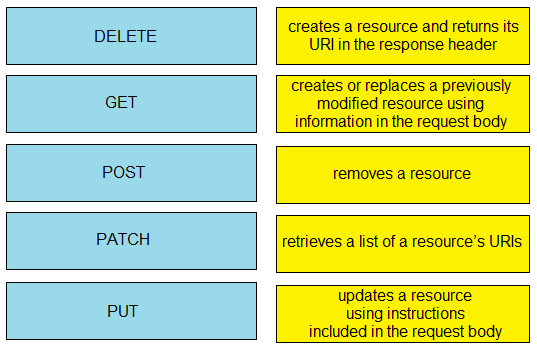 DELETE
creates a resource and returns its
URI in the response header
GET
creates or replaces a previously
modified resource using
information in the request body
POST
removes a resource
PATCH
retrieves a list of a resource's URIs
PUT
updates a resource
using instructions
included in the request body